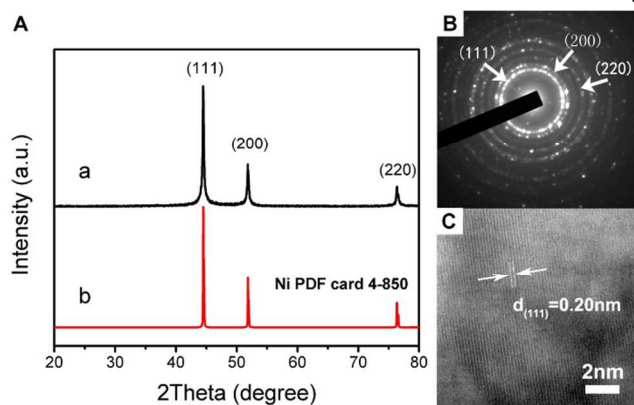 A
Intensity (a.u.)
(111)
(200)
(220)
a
b
Ni PDF card 4-850
20
30
40
50
60
70
80
2Theta (degree)
B
(111)
(200)
(220)
C
d(111)=0.20nm
2nm